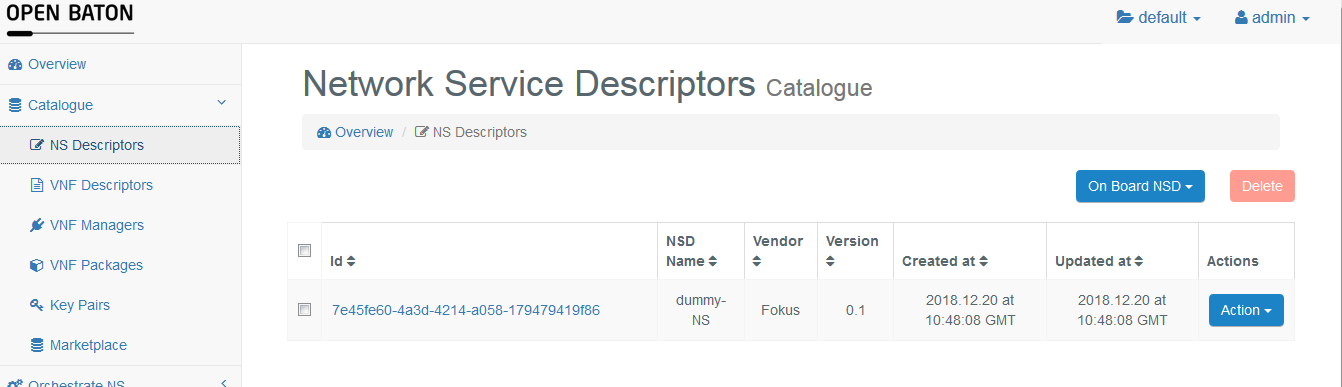 OPEN BATON
default
admin
Overview
Catalogue
NS Descriptors
VNF Descriptors
VNF Managers
VNF Packages
Key Pairs
Marketplace
Orchestrate NS
Network Service Descriptors Catalogue
Overview / NS Descriptors
On Board NSD
Delete
Id
NSD
Name
Vendor
Version
Created at
Updated at
Actions
7e45fe60-4a3d-4214-a058-179479419f86
dummy-
NS
Fokus
0.1
2018.12.20 at
10:48:08 GMT
2018.12.20 at
10:48:08 GMT
Action